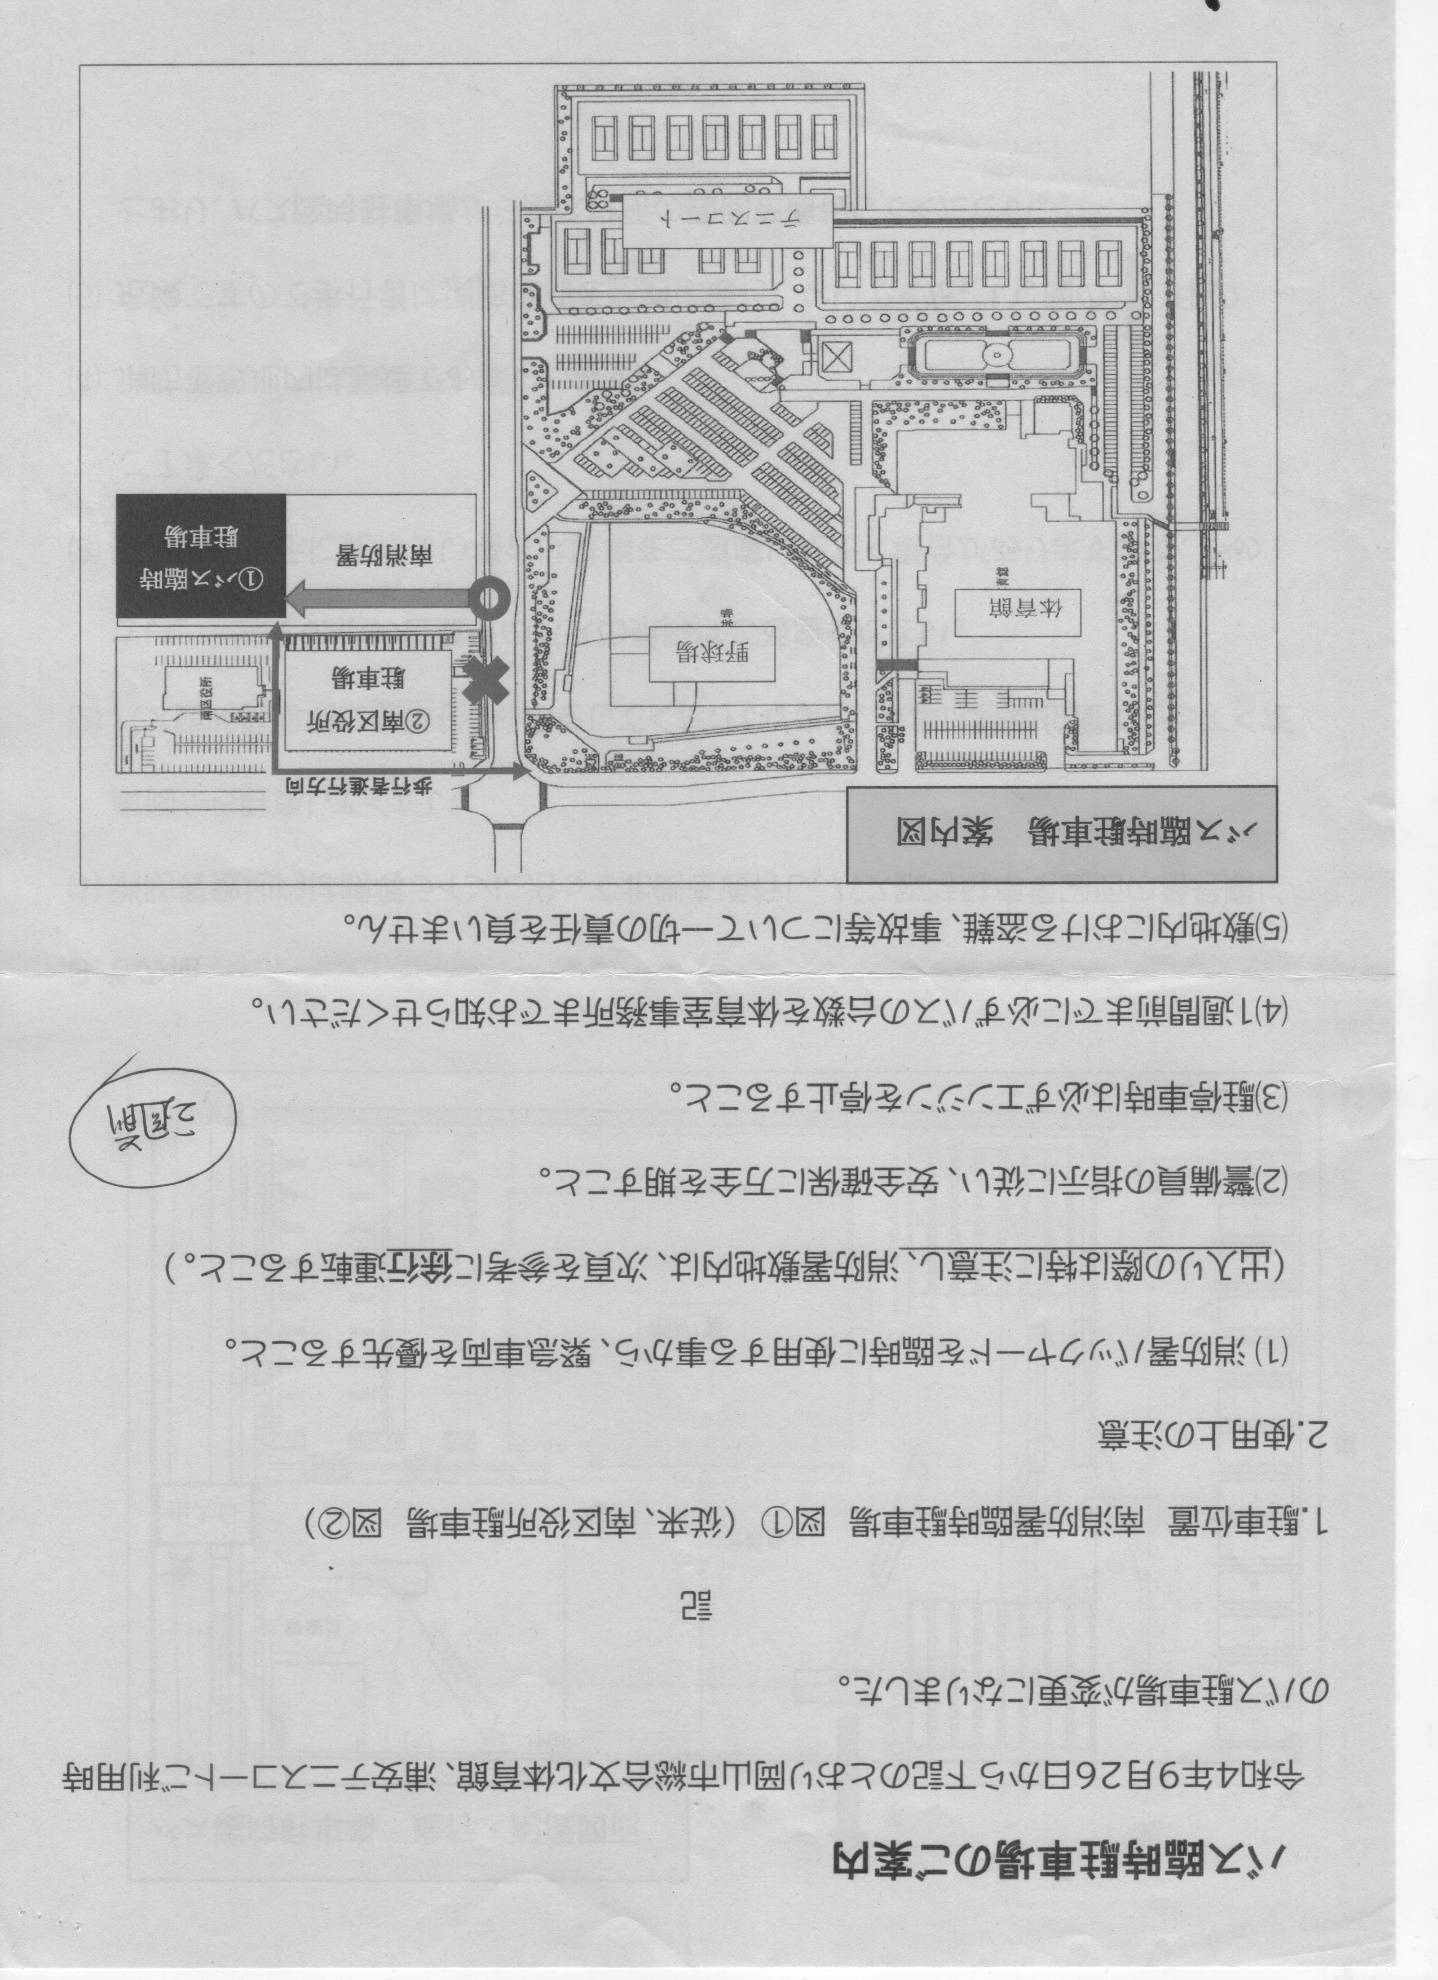 バス臨時駐車場のご案内
令和4年9月26日から下記のとおり岡山市総合文化体育館、浦安テニスコートご利用時
のバス駐車場が変更になりました。
記
1.駐車位置 南消防署臨時駐車場 図①（従来、南区役所駐車場 図②）
2.使用上の注意
(1) 消防署バックヤードを臨時に使用する事から、緊急車両を優先すること。
（出入りの際は特に注意し、消防署敷地内は、次頁を参考に徐行運転すること。）
(2)警備員の指示に従い、安全確保に万全を期すこと。
(3)駐停車時は必ずエンジンを停止すること。
2週間
(4)1週間前までに必ずバスの台数を体育室事務所までお知らせください。
(5)敷地内における盗難、事故等について一切の責任を負いません。
バス臨時駐車場 案内図
歩行者進行方向
②南区役所
駐車場
南区役所
野球場
体育館
①バス臨時
駐車場
南消防署
テニスコート